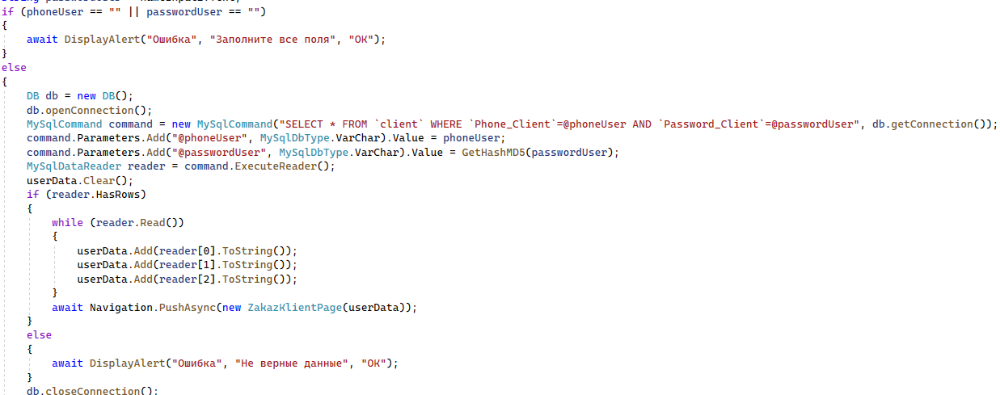 if (phoneUser == "" || passwordUser == "")
{
await DisplayAlert("Ошибка", "Заполните все поля", "ОК");
}
else
{
DB db = new DB();
db.openConnection();
MySqlCommand command = new MySqlCommand("SELECT * FROM `client` WHERE `Phone_Client`=@phoneUser AND `Password_Client`=@passwordUser", db.getConnection());
command.Parameters.Add("@phoneUser", MySqlDbType.VarChar).Value = phoneUser;
command.Parameters.Add("@passwordUser", MySqlDbType.VarChar).Value = GetHashMD5(passwordUser);
MySqlDataReader reader = command.ExecuteReader();
userData.Clear();
if (reader.HasRows)
{
while (reader.Read())
{
userData.Add(reader[0].ToString());
userData.Add(reader[1].ToString());
userData.Add(reader[2].ToString());
}
await Navigation.PushAsync(new ZakazKlientPage(userData));
}
else
{
await DisplayAlert("Ошибка", "Не верные данные", "ОК");
}
db.closeConnection();